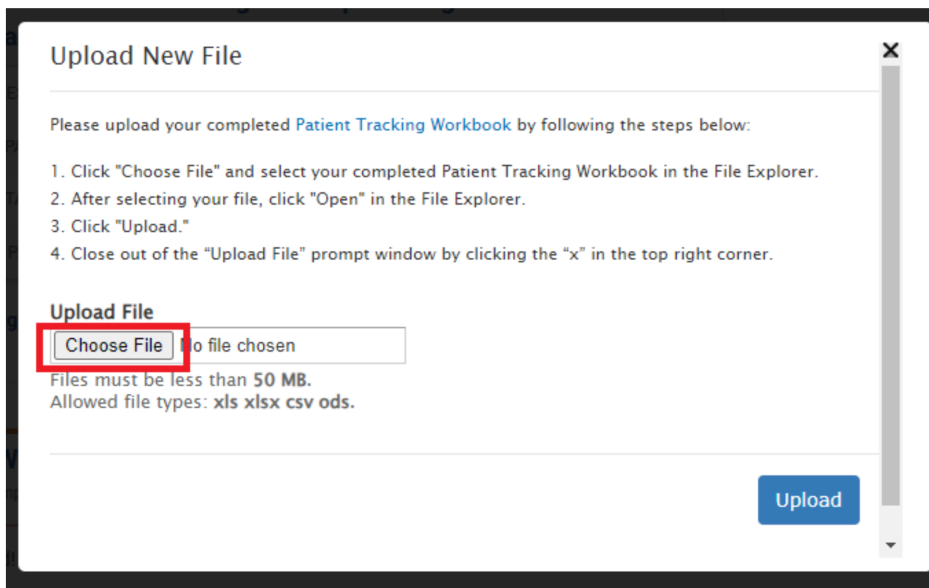 Upload New File
Please upload your completed Patient Tracking Workbook by following the steps below:
1. Click "Choose File" and select your completed Patient Tracking Workbook in the File Explorer.
2. After selecting your file, click "Open" in the File Explorer.
3. Click "Upload."
4. Close out of the “Upload File” prompt window by clicking the “x” in the top right corner.
Upload File
Choose File No file chosen
Files must be less than 50 MB.
Allowed file types: xls xlsx csv ods.
Upload